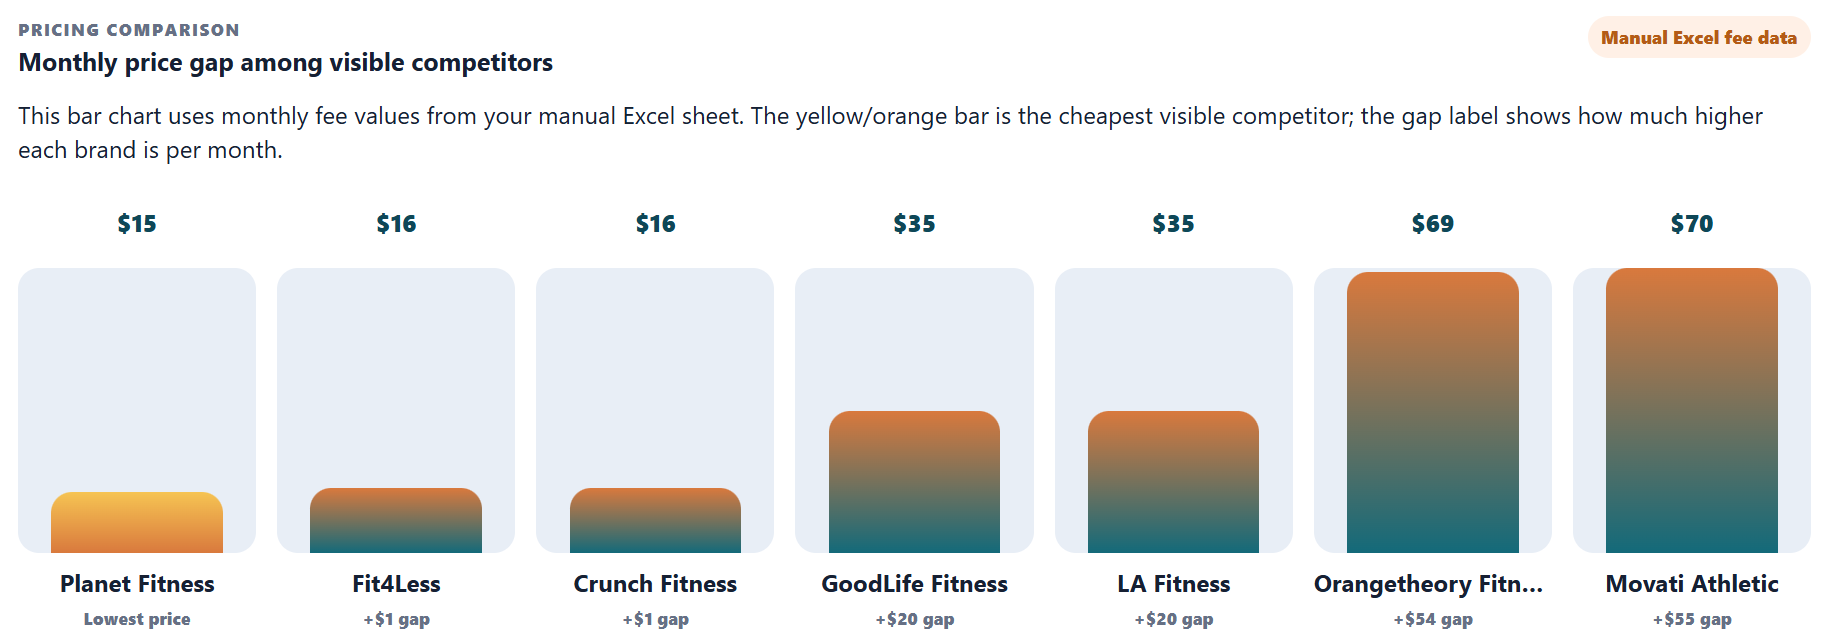 PRICING COMPARISON
Manual Excel fee data
Monthly price gap among visible competitors
This bar chart uses monthly fee values from your manual Excel sheet. The yellow/orange bar is the cheapest visible competitor; the gap label shows how much higher
each brand is per month.
$15 $16 $16 $35 $35 $69 $70
Planet Fitness Fit4Less Crunch Fitness GoodLife Fitness LA Fitness Orangetheory Fitn... Movati Athletic
Lowest price +$1 gap +$1 gap +$20 gap +$20 gap +$54 gap +$55 gap